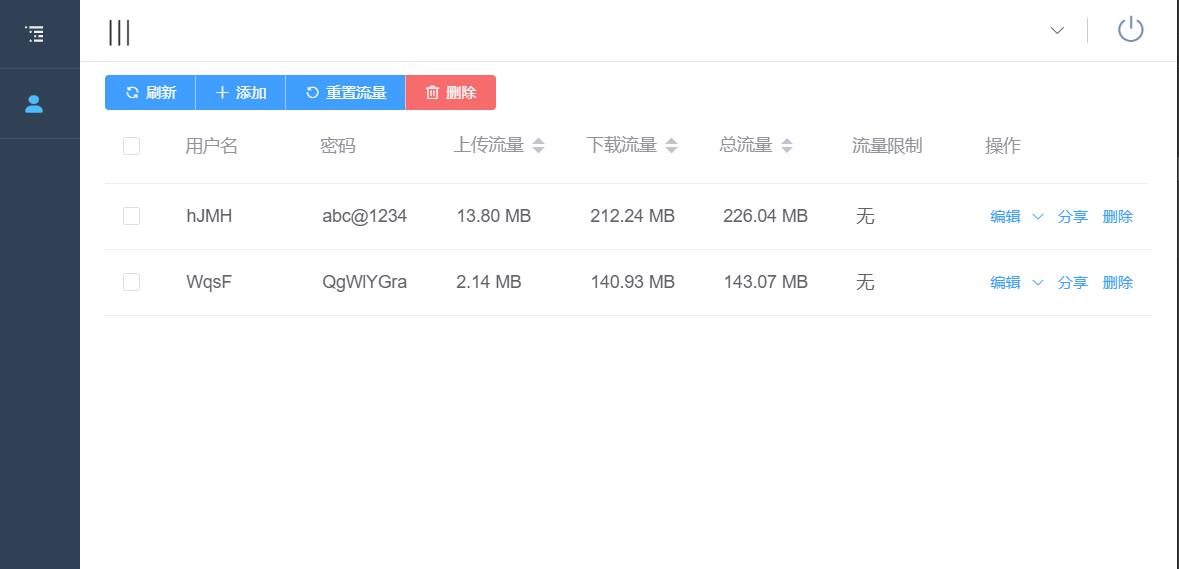 刷新 添加 重置流量 删除
用户名 密码 上传流量 下载流量 总流量 流量限制 操作
hJMH abc@1234 13.80 MB 212.24 MB 226.04 MB 无 编辑 分享 删除
WqsF QgWlYGra 2.14 MB 140.93 MB 143.07 MB 无 编辑 分享 删除